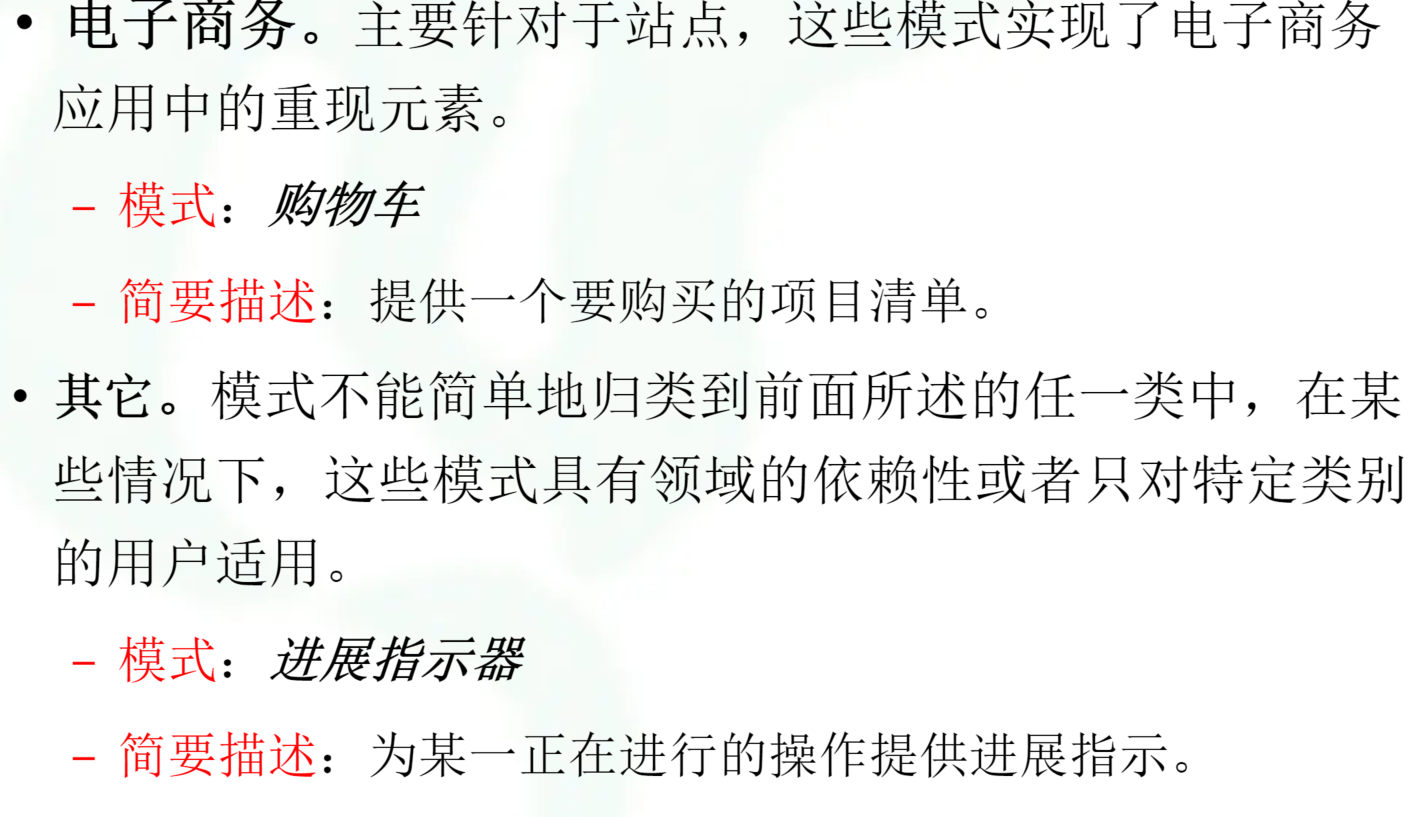 • 电子商务。主要针对于站点，这些模式实现了电子商务
应用中的重现元素。
– 模式：购物车
– 简要描述：提供一个要购买的项目清单。
• 其它。模式不能简单地归类到前面所述的任一类中，在某
些情况下，这些模式具有领域的依赖性或者只对特定类别
的用户适用。
– 模式：进展指示器
– 简要描述：为某一正在进行的操作提供进展指示。